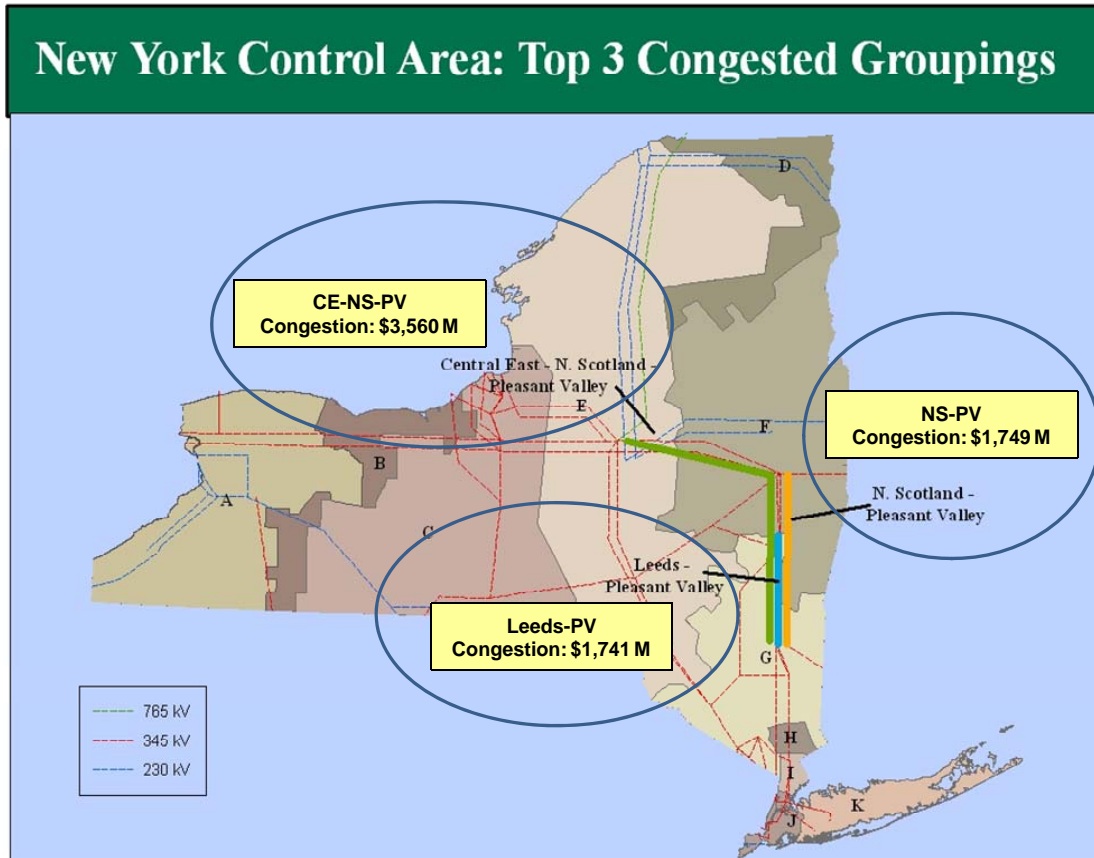 New York Control Area: Top 3 Congested Groupings
D
CE-NS-PV
Congestion: $3,560 M
Central East - N. Scotland -
Pleasant Valley
E
NS-PV
Congestion: $1,749 M
F
B
A
N. Scotland -
Pleasant Valley
C
Leeds -
Pleasant Valley
Leeds-PV
Congestion: $1,741 M
G
765 kV
345 kV
230 kV
H
I
K
J